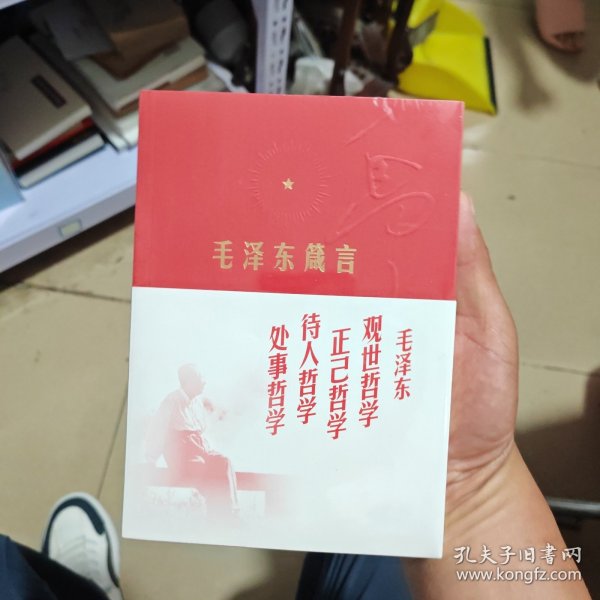 毛泽东箴言
毛泽东
观世哲学
正己哲学
待人哲学
处事哲学
孔夫子旧书网
www.kongfz.com